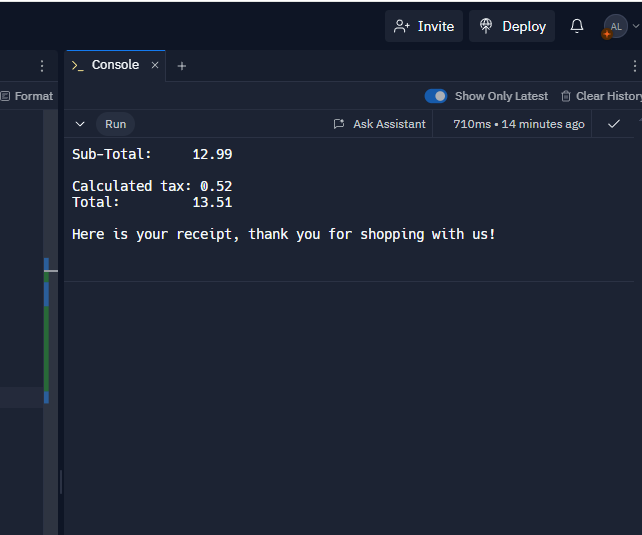 Invite Deploy AL
Console
Format Show Only Latest Clear History
Run Ask Assistant 710ms • 14 minutes ago
Sub-Total: 12.99
Calculated tax: 0.52
Total: 13.51
Here is your receipt, thank you for shopping with us!